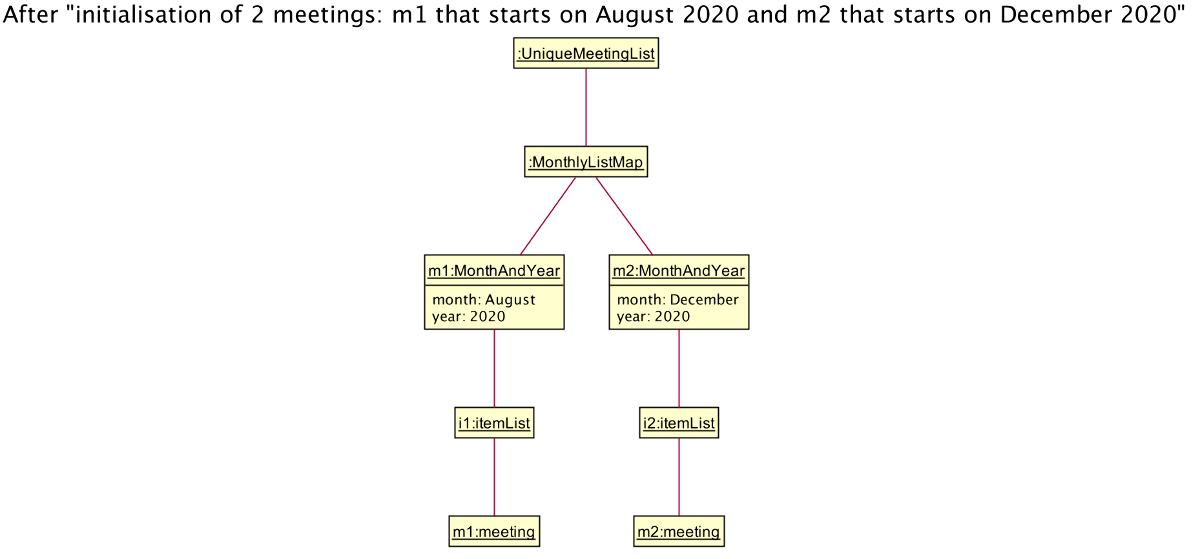 After "initialisation of 2 meetings: m1 that starts on August 2020 and m2 that starts on December 2020"
:UniqueMeetingList
:MonthlyListMap
m1:MonthAndYear
month: August
year: 2020
m2:MonthAndYear
month: December
year: 2020
i1:itemList
i2:itemList
m1:meeting
m2:meeting